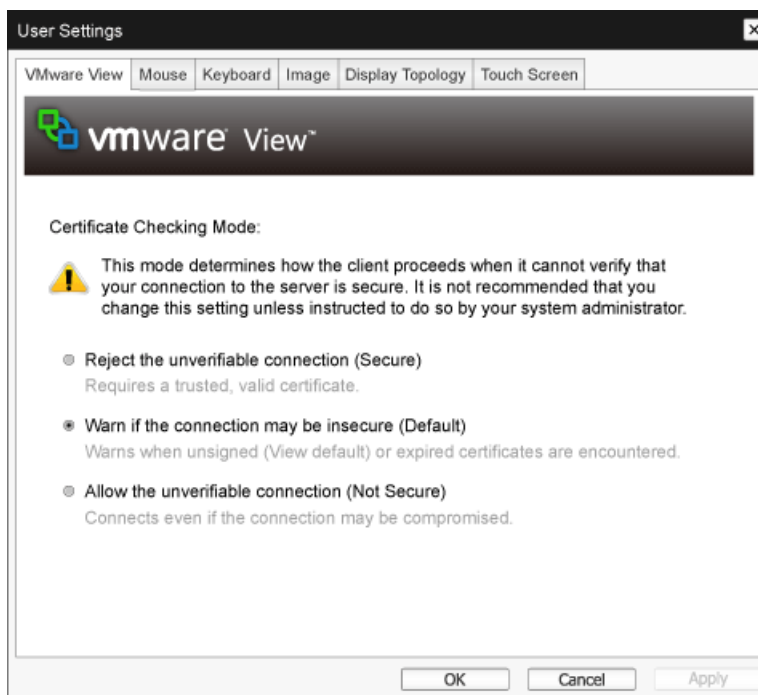 User Settings
VMware View Mouse Keyboard Image Display Topology Touch Screen
vmware View™
Certificate Checking Mode:
This mode determines how the client proceeds when it cannot verify that
your connection to the server is secure. It is not recommended that you
change this setting unless instructed to do so by your system administrator.
Reject the unverifiable connection (Secure)
Requires a trusted, valid certificate.
Warn if the connection may be insecure (Default)
Warns when unsigned (View default) or expired certificates are encountered.
Allow the unverifiable connection (Not Secure)
Connects even if the connection may be compromised.
OK Cancel Apply